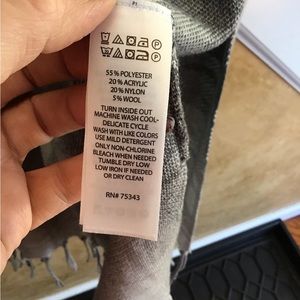 55% POLYESTER
20% ACRYLIC
20% NYLON
5% WOOL
TURN INSIDE OUT
MACHINE WASH COOL-
DELICATE CYCLE
WASH WITH LIKE COLORS
USE MILD DETERGENT
ONLY NON-CHLORINE
BLEACH WHEN NEEDED
TUMBLE DRY LOW
LOW IRON IF NEEDED
OR DRY CLEAN
RN# 75343